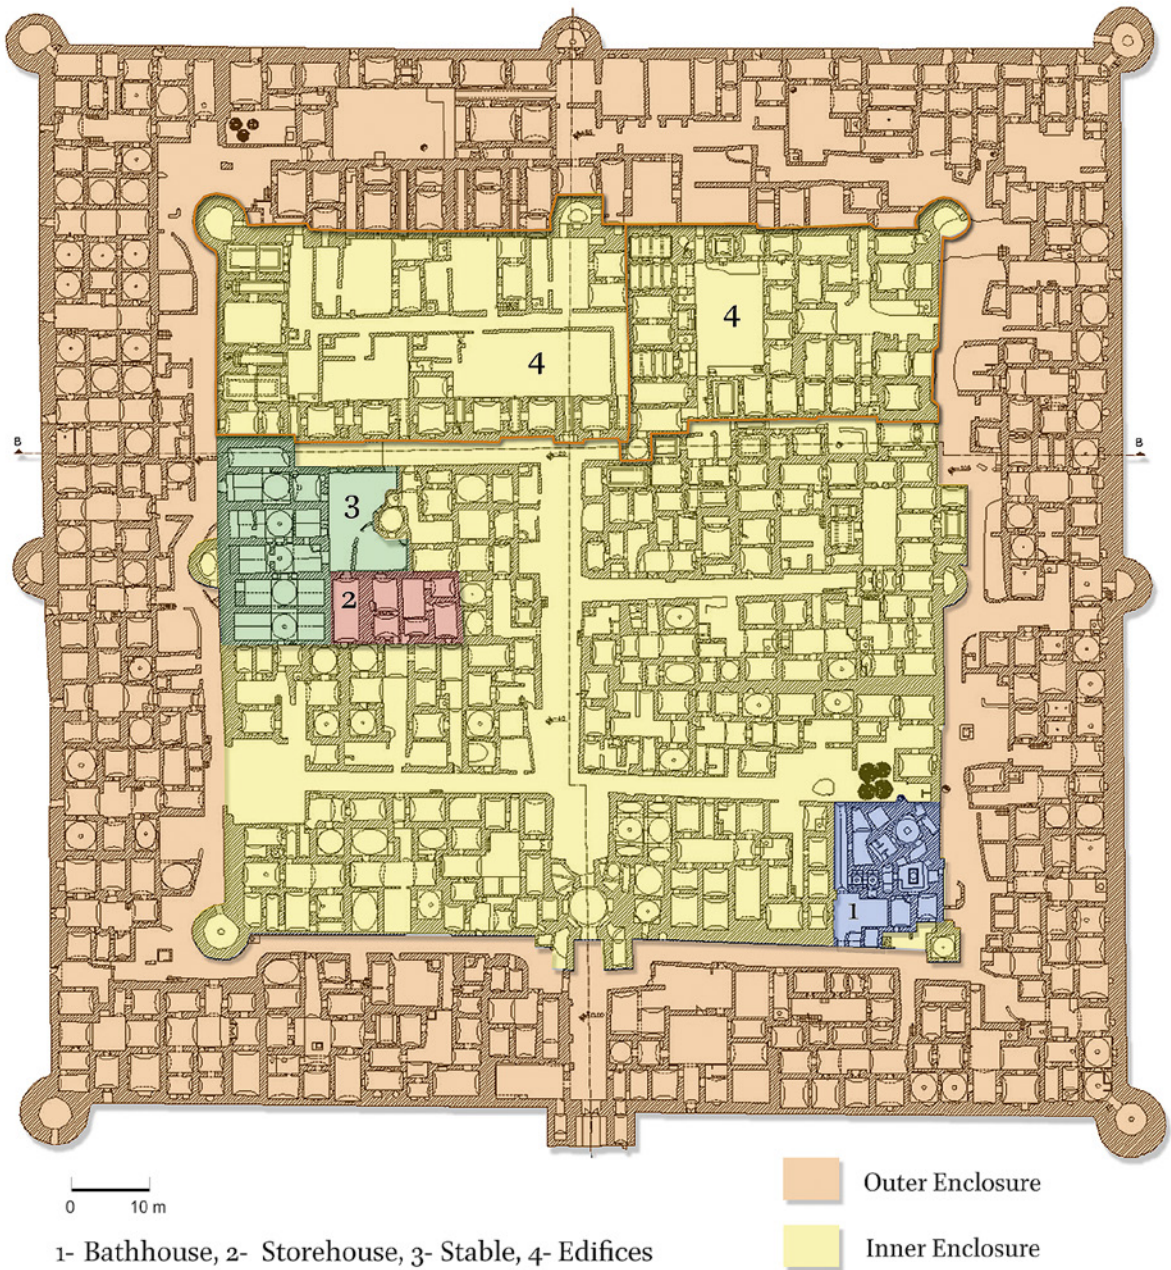 4
4
B
B
3
2
1
0
10 m
Outer Enclosure
1- Bathhouse, 2- Storehouse, 3- Stable, 4- Edifices
Inner Enclosure